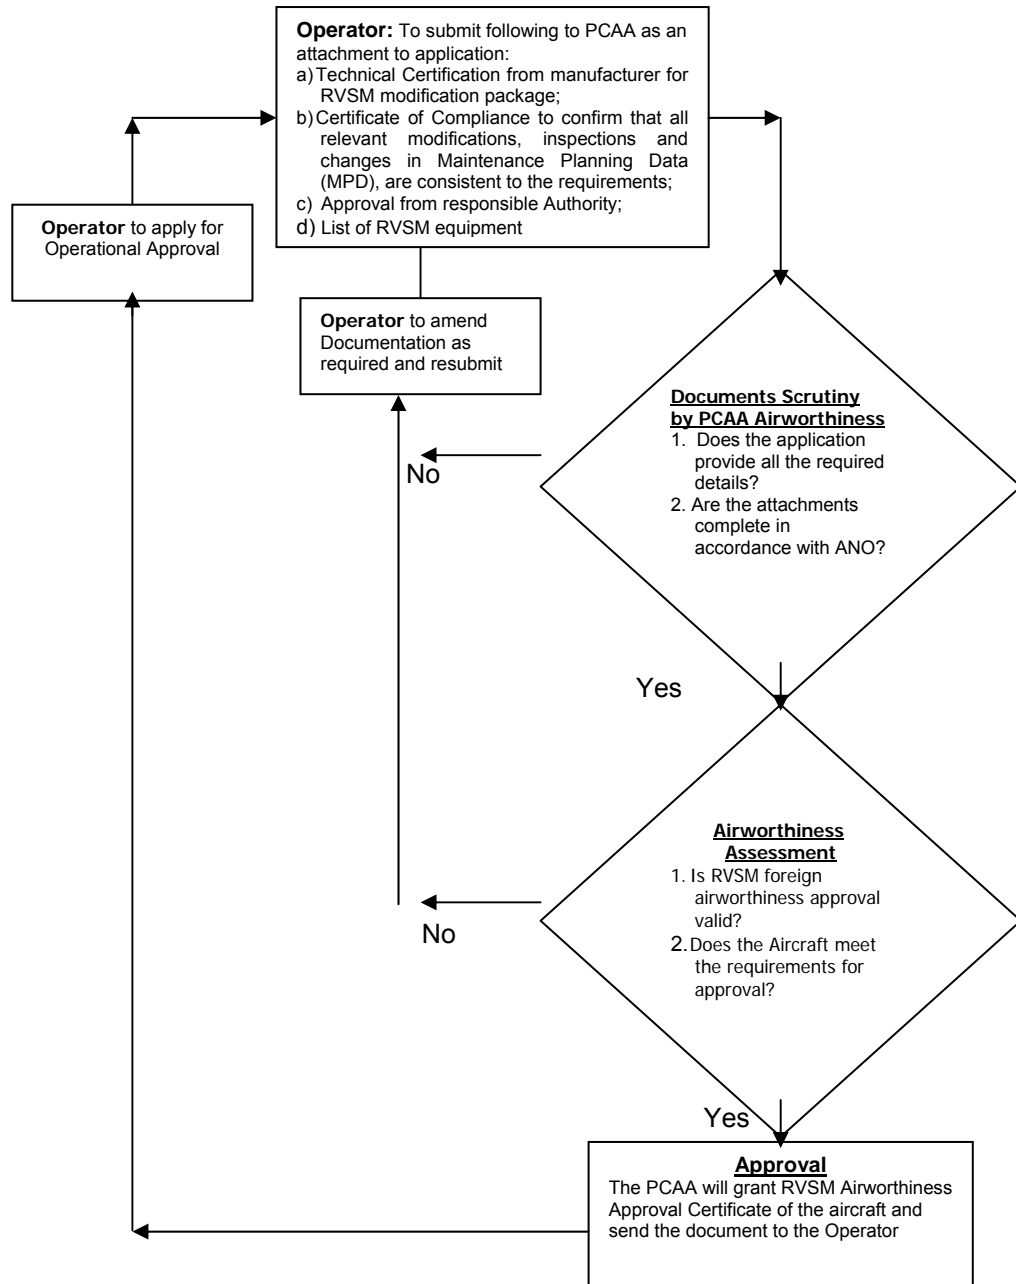 Operator: To submit following to PCAA as an
attachment to application:
a) Technical Certification from manufacturer for
RVSM modification package;
b) Certificate of Compliance to confirm that all
relevant modifications, inspections and
changes in Maintenance Planning Data
(MPD), are consistent to the requirements;
c) Approval from responsible Authority;
d) List of RVSM equipment
Operator to apply for
Operational Approval
Operator to amend
Documentation as
required and resubmit
Documents Scrutiny
by PCAA Airworthiness
1. Does the application
provide all the required
details?
2. Are the attachments
complete in
accordance with ANO?
No
Yes
Airworthiness
Assessment
1. Is RVSM foreign
airworthiness approval
valid?
2. Does the Aircraft meet
the requirements for
approval?
No
Yes
Approval
The PCAA will grant RVSM Airworthiness
Approval Certificate of the aircraft and
send the document to the Operator